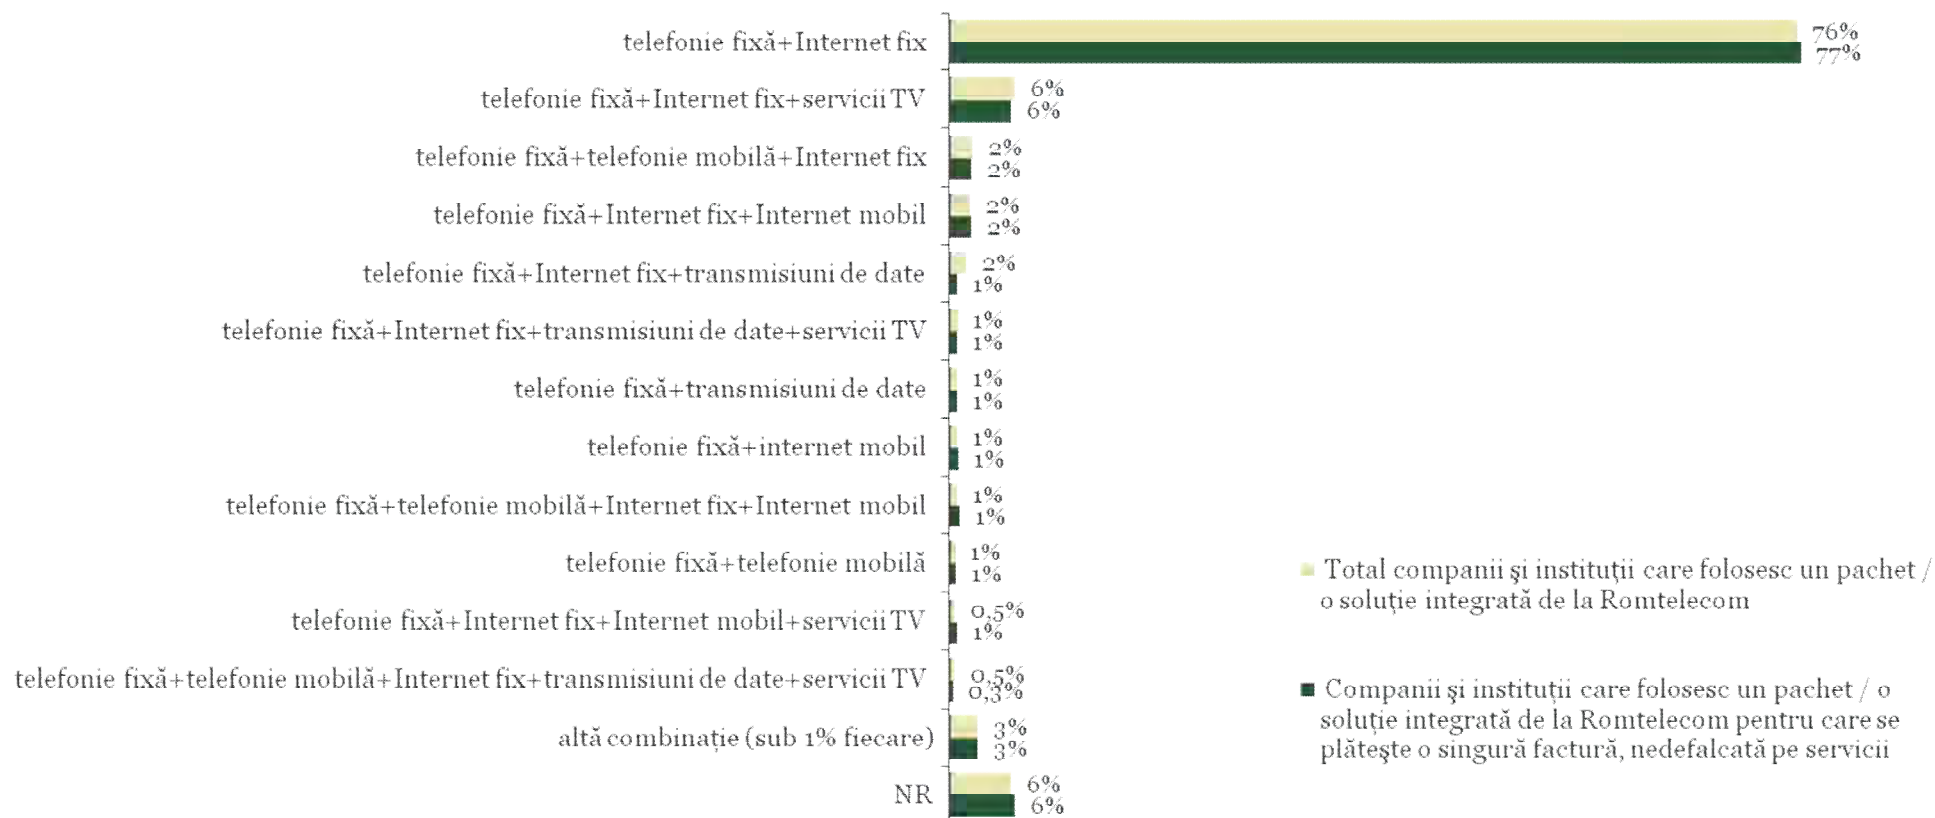 telefonie fixă+Internet fix
76%
77%
telefonie fixă+Internet fix+servicii TV
6%
6%
telefonie fixă+telefonie mobilă+Internet fix
2%
2%
telefonie fixă+Internet fix+Internet mobil
2%
2%
telefonie fixă+Internet fix+transmisiuni de date
2%
1%
telefonie fixă+Internet fix+transmisiuni de date+servicii TV
1%
1%
telefonie fixă+transmisiuni de date
1%
1%
telefonie fixă+internet mobil
1%
1%
telefonie fixă+telefonie mobilă+Internet fix+Internet mobil
1%
1%
telefonie fixă+telefonie mobilă
1%
1%
telefonie fixă+Internet fix+Internet mobil+servicii TV
0,5%
1%
telefonie fixă+telefonie mobilă+Internet fix+transmisiuni de date+servicii TV
0,5%
0,3%
altă combinație (sub 1% fiecare)
3%
3%
NR
6%
6%
Total companii şi instituţii care folosesc un pachet /
o soluţie integrată de la Romtelecom
Companii şi instituţii care folosesc un pachet / o
soluţie integrată de la Romtelecom pentru care se
plăteşte o singură factură, nedefalcată pe servicii